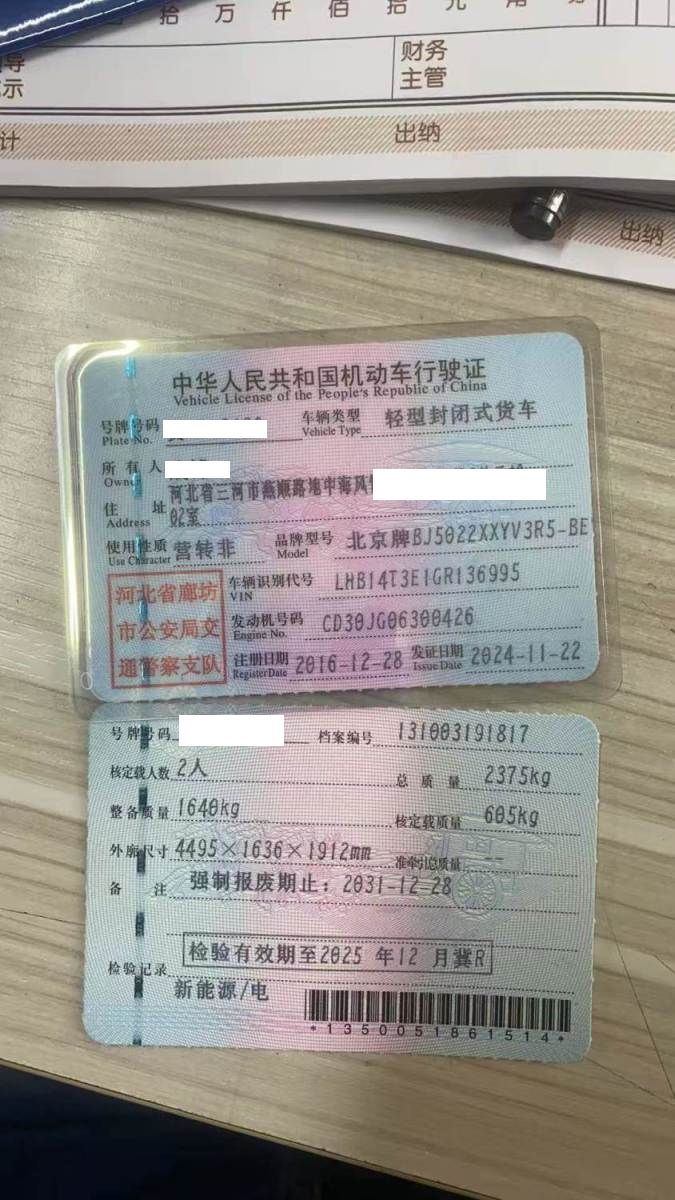 拾 万 仟 佰 拾 元 角
财务
主管
示
计
出纳
出纳
中华人民共和国机动车行驶证
Vehicle License of the People's Republic of China
号牌号码 车辆类型 轻型封闭式货车
Plate No. Vehicle Type
所有人
Owner
住址 河北省三河市燕顺路地中海风
Address 02室
使用性质 营转非 品牌型号 北京牌BJ5022XXYV3R5-BE
Use Character Model
河北省廊坊
市公安局交
通警察支队
车辆识别代号 LHB14T3E1GR136995
VIN
发动机号码 CD30JG06300426
Engine No.
注册日期 2016-12-28 发证日期 2024-11-22
Register Date Issue Date
号牌号码 档案编号 131003191817
核定载人数 2人 总质量 2375kg
整备质量 1640kg 核定载质量 605kg
外廓尺寸 4495×1636×1912mm 准牵引总质量 --
备注 强制报废期止：2031-12-28
检验有效期至2025 年12 月冀R
检验记录
新能源/电
*1350051861514*